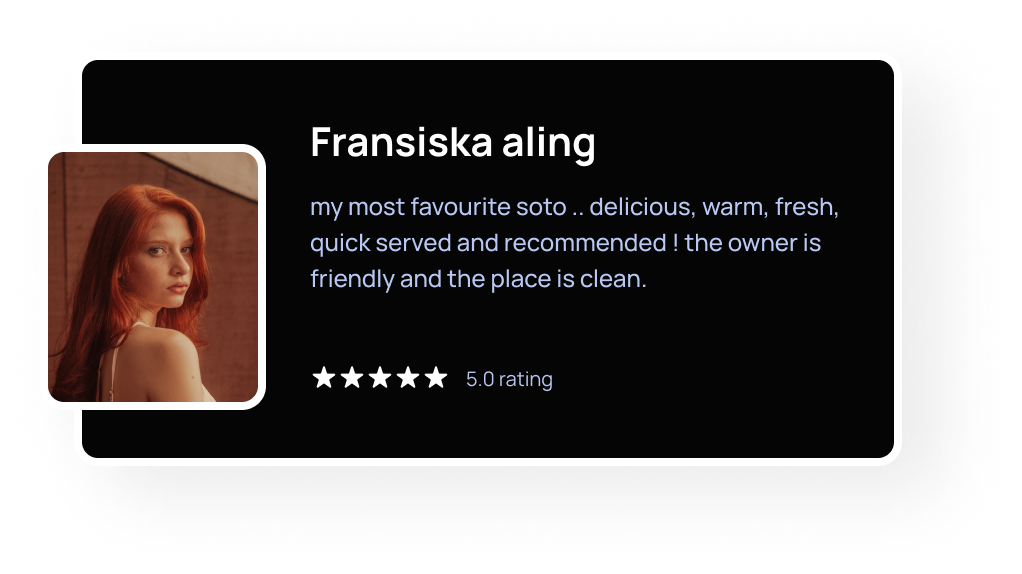 Fransiska aling
my most favourite soto .. delicious, warm, fresh,
quick served and recommended ! the owner is
friendly and the place is clean.
5.0 rating